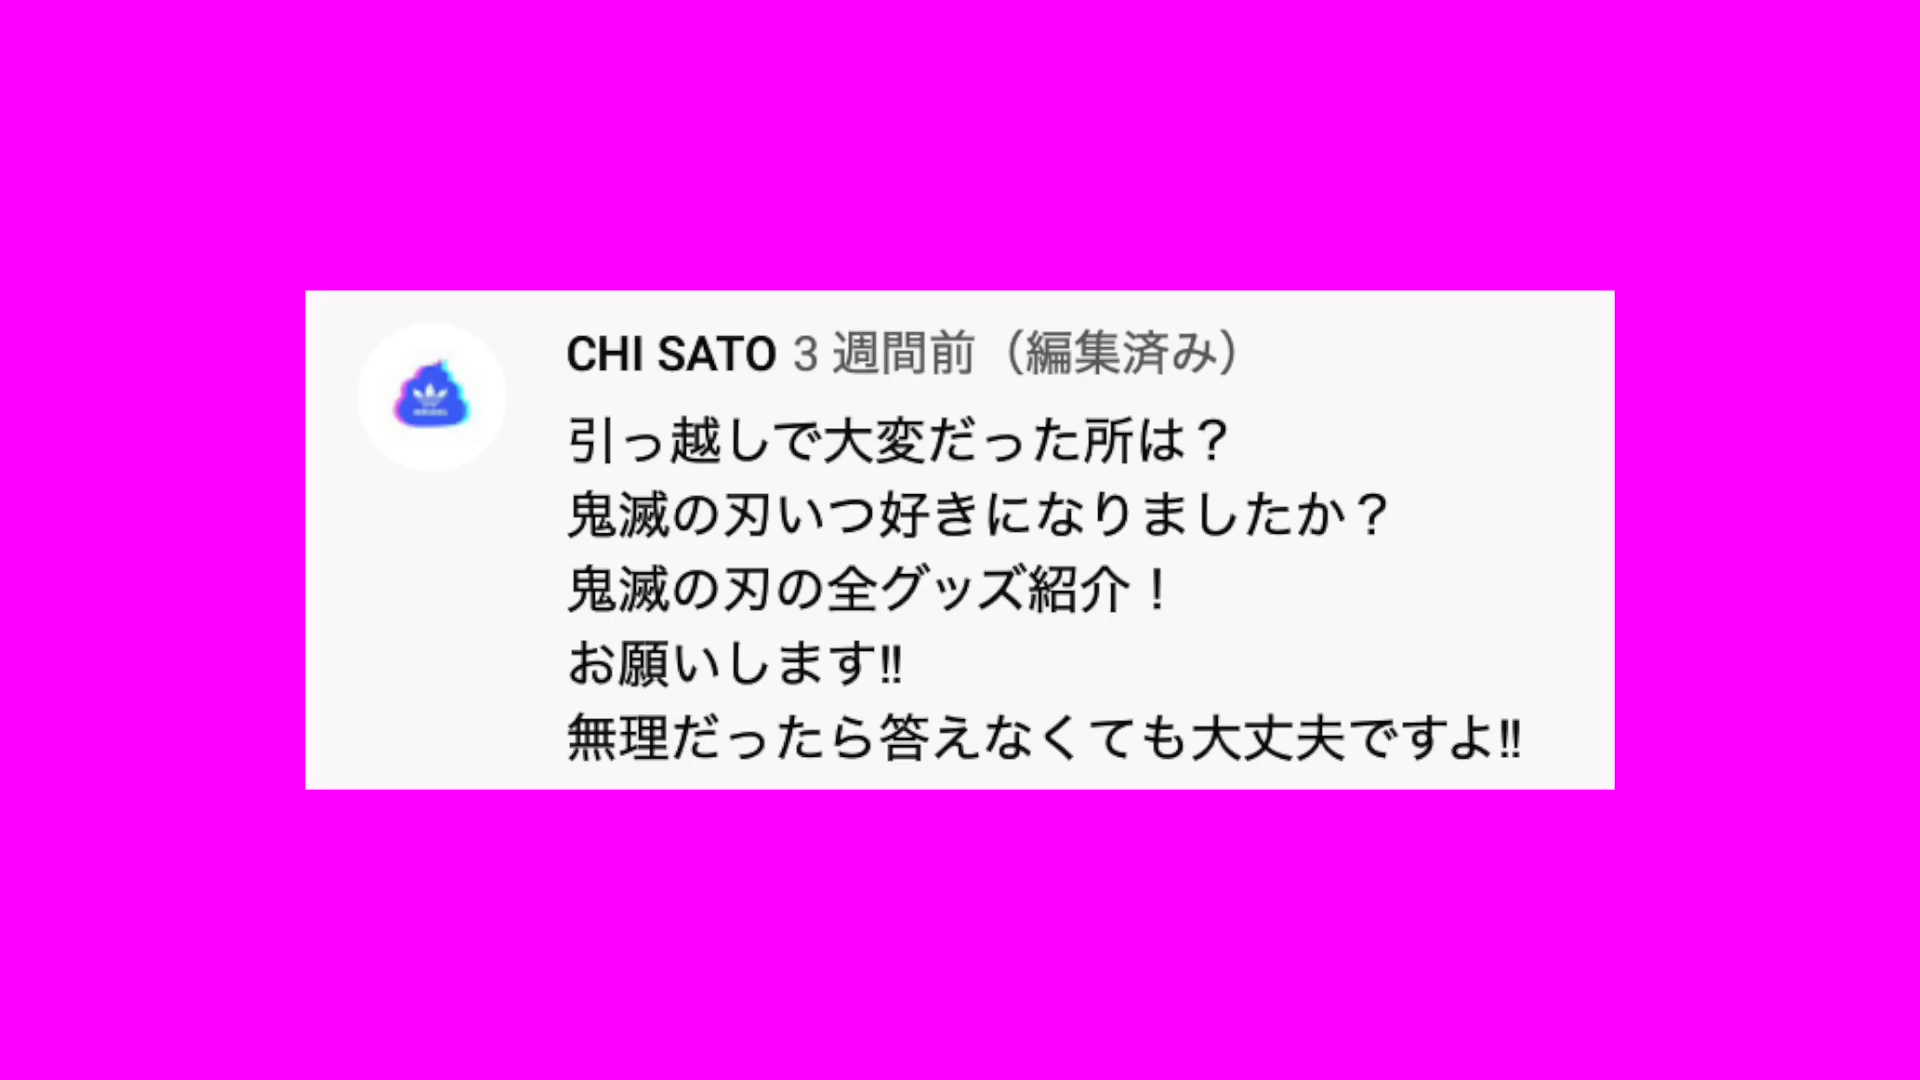 CHI SATO 3 週間前（編集済み）
引っ越しで大変だった所は？
鬼滅の刃いつ好きになりましたか？
鬼滅の刃の全グッズ紹介！
お願いします‼
無理だったら答えなくても大丈夫ですよ‼